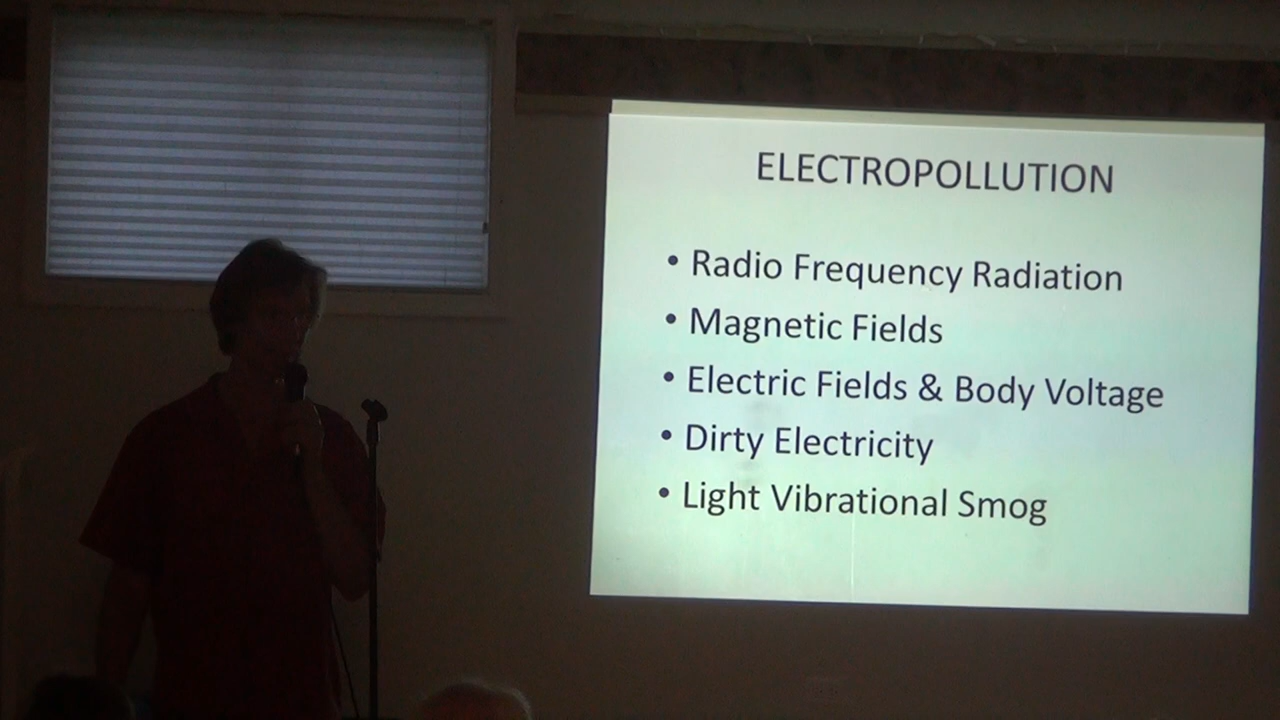 ELECTROPOLLUTION
• Radio Frequency Radiation
• Magnetic Fields
• Electric Fields & Body Voltage
• Dirty Electricity
• Light Vibrational Smog